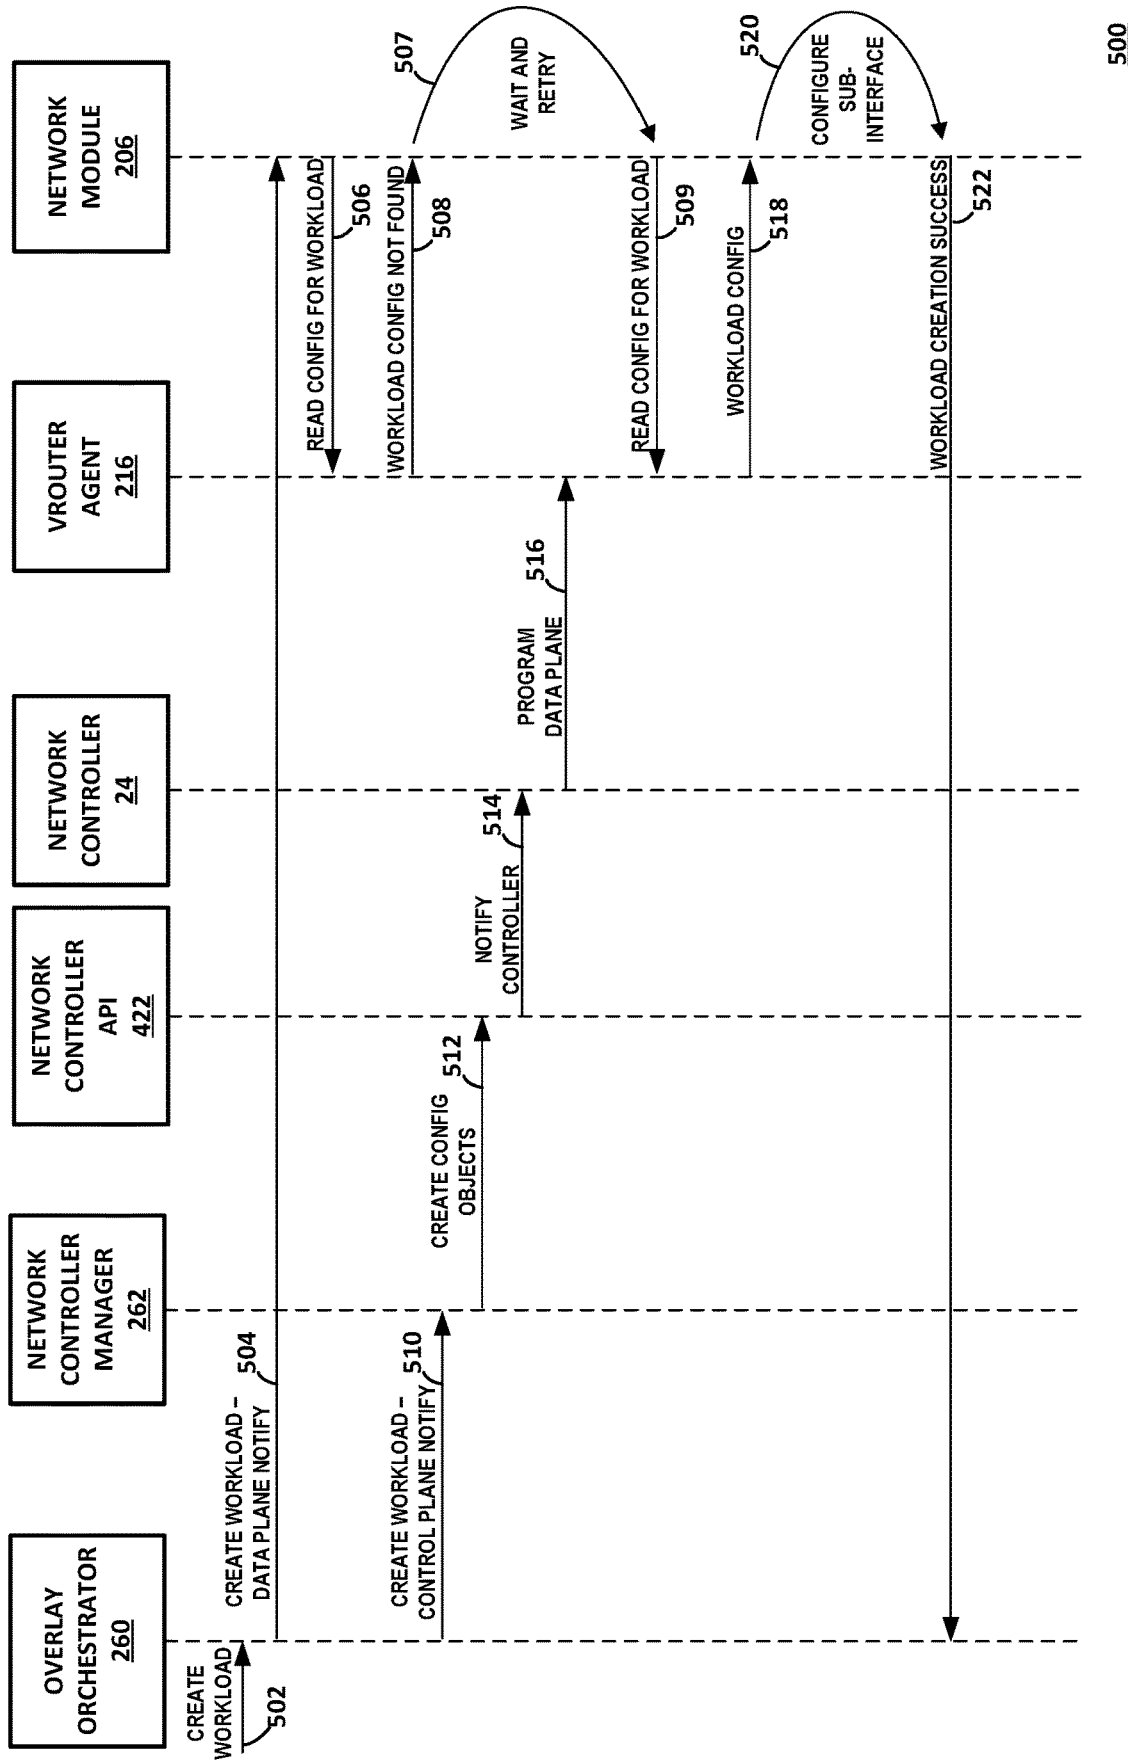 OVERLAY
ORCHESTRATOR
260
NETWORK
CONTROLLER
MANAGER
262
NETWORK
CONTROLLER
API
422
NETWORK
CONTROLLER
24
VROUTER
AGENT
216
NETWORK
MODULE
206
CREATE
WORKLOAD
502
CREATE WORKLOAD –
DATA PLANE NOTIFY
504
READ CONFIG FOR WORKLOAD
506
WORKLOAD CONFIG NOT FOUND
508
507
WAIT AND
RETRY
CREATE WORKLOAD –
CONTROL PLANE NOTIFY
510
CREATE CONFIG
OBJECTS
512
NOTIFY
CONTROLLER
514
PROGRAM
DATA PLANE
516
READ CONFIG FOR WORKLOAD
509
WORKLOAD CONFIG
518
520
CONFIGURE
SUB-
INTERFACE
WORKLOAD CREATION SUCCESS
522
500